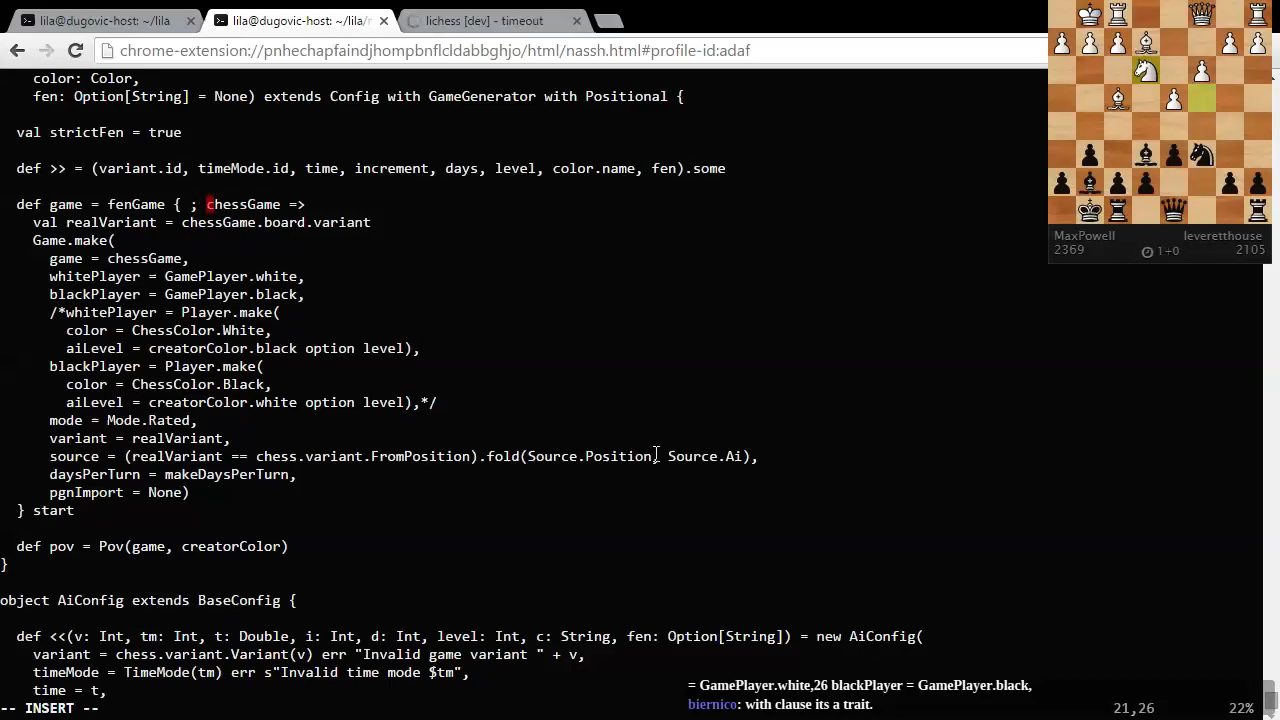 lila@dugovic-host: ~/lila
lila@dugovic-host: ~/lila/r
lichess [dev] - timeout
chrome-extension://pnhechapfaindjhompbnflcldabbghjo/html/nassh.html#profile-id:adaf
color: Color,
fen: Option[String] = None) extends Config with GameGenerator with Positional {
val strictFen = true
def >> = (variant.id, timeMode.id, time, increment, days, level, color.name, fen).some
def game = fenGame { ; chessGame =>
val realVariant = chessGame.board.variant
Game.make(
game = chessGame,
whitePlayer = GamePlayer.white,
blackPlayer = GamePlayer.black,
/*whitePlayer = Player.make(
color = ChessColor.White,
aiLevel = creatorColor.black option level),
blackPlayer = Player.make(
color = ChessColor.Black,
aiLevel = creatorColor.white option level),*/
mode = Mode.Rated,
variant = realVariant,
source = (realVariant == chess.variant.FromPosition).fold(Source.Position, Source.Ai),
daysPerTurn = makeDaysPerTurn,
pgnImport = None)
} start
def pov = Pov(game, creatorColor)
}
object AiConfig extends BaseConfig {
def <<(v: Int, tm: Int, t: Double, i: Int, d: Int, level: Int, c: String, fen: Option[String]) = new AiConfig(
variant = chess.variant.Variant(v) err "Invalid game variant " + v,
timeMode = TimeMode(tm) err s"Invalid time mode $tm",
time = t,
-- INSERT --
21,26
22%
MaxPowell
leveretthouse
2369
1+0
2105
= GamePlayer.white,26 blackPlayer = GamePlayer.black,
biernico: with clause its a trait.